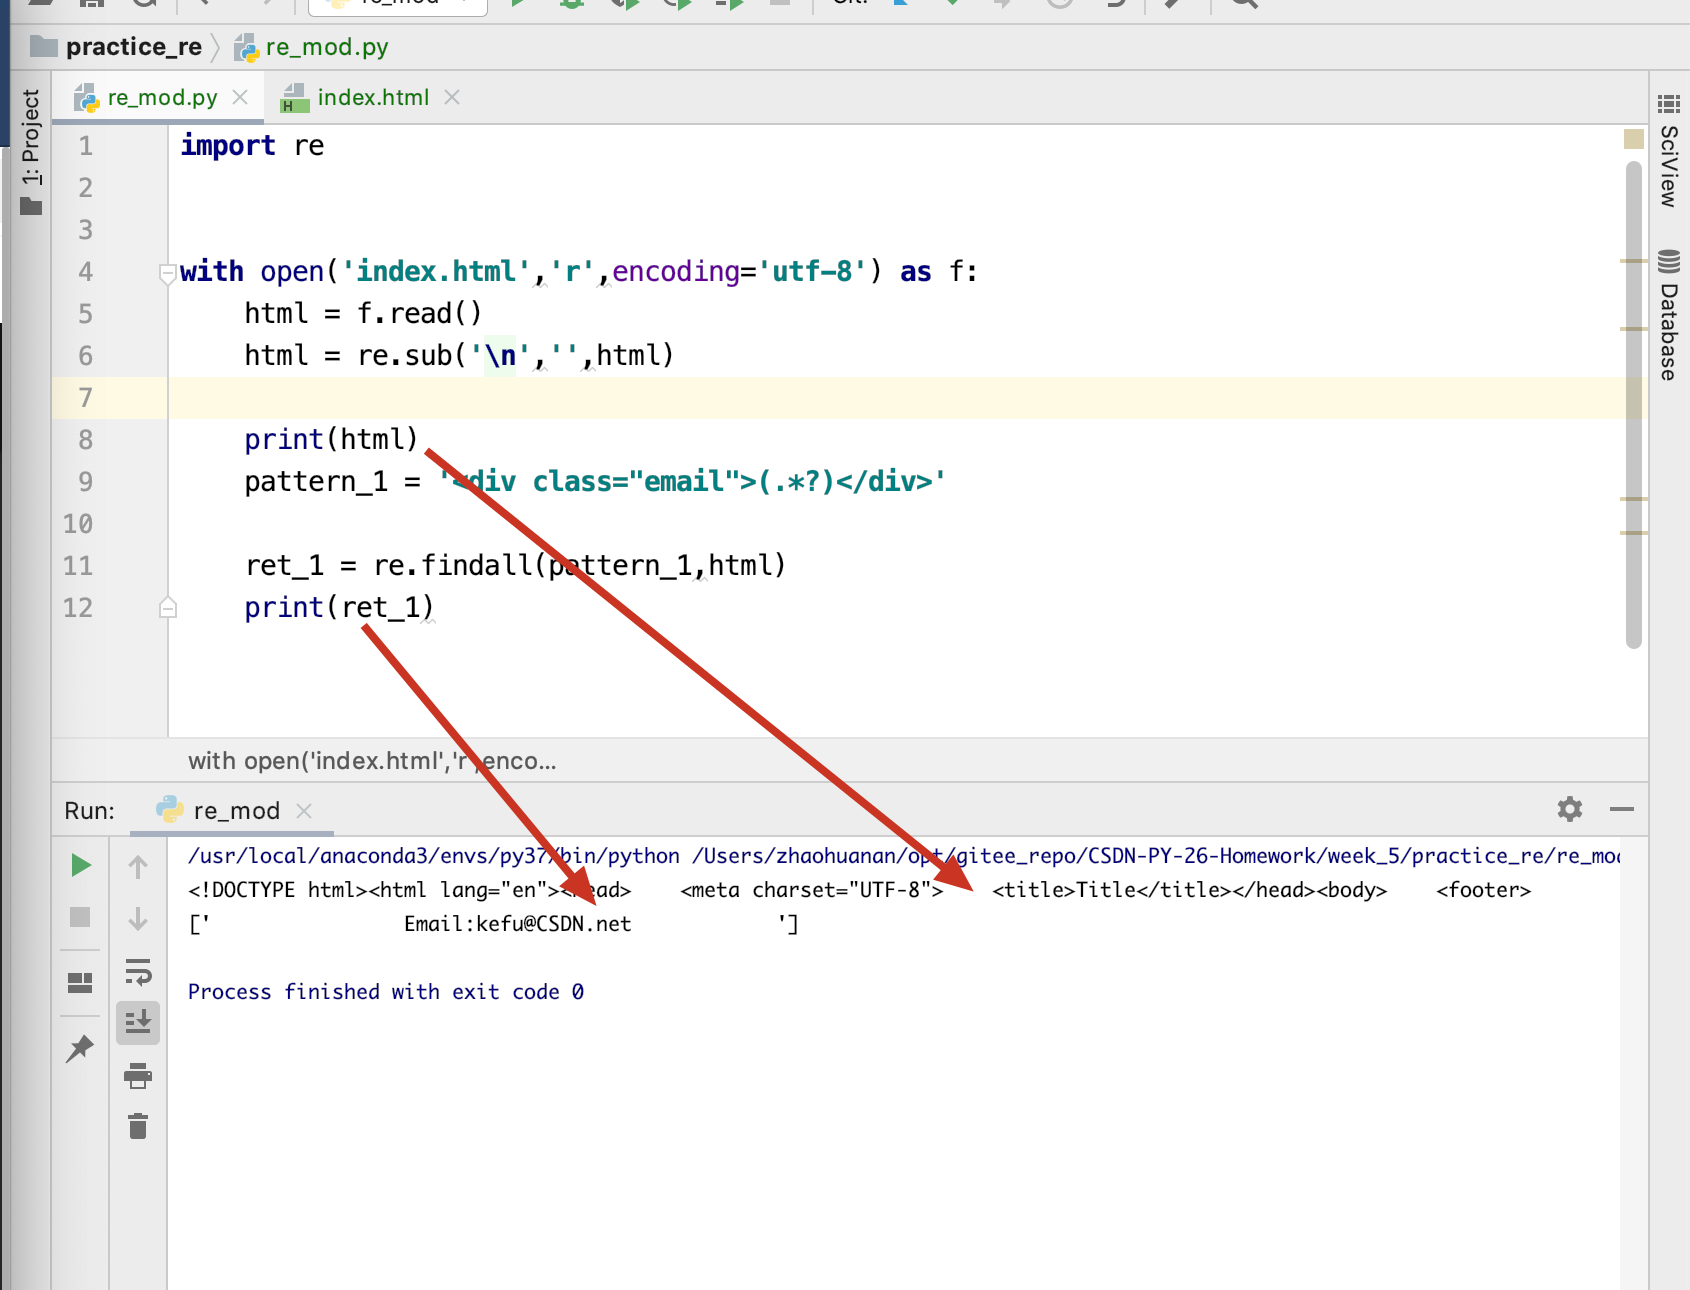 re_mod
Git:
practice_re
re_mod.py
re_mod.py
index.html
1: Project
SciView
Database
1 import re
2
3
4 with open('index.html','r',encoding='utf-8') as f:
5 html = f.read()
6 html = re.sub('\n','',html)
7
8 print(html)
9 pattern_1 = '<div class="email">(.*?)</div>'
10
11 ret_1 = re.findall(pattern_1,html)
12 print(ret_1)
with open('index.html','r',enco...
Run:
re_mod
/usr/local/anaconda3/envs/py37/bin/python /Users/zhaohuanan/opt/gitee_repo/CSDN-PY-26-Homework/week_5/practice_re/re_mo
<!DOCTYPE html><html lang="en"><head> <meta charset="UTF-8"> <title>Title</title></head><body> <footer>
[' Email:kefu@CSDN.net ']
Process finished with exit code 0